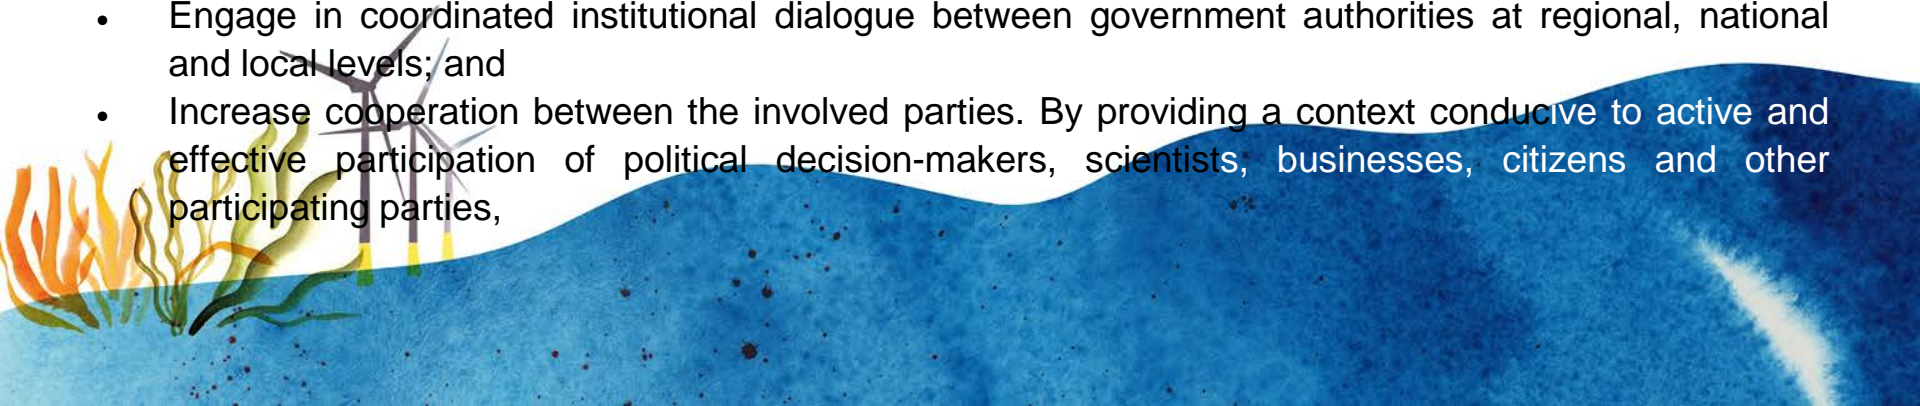 • Engage in coordinated institutional dialogue between government authorities at regional, national
and local levels; and
• Increase cooperation between the involved parties. By providing a context conducive to active and
effective participation of political decision-makers, scientists, businesses, citizens and other
participating parties,